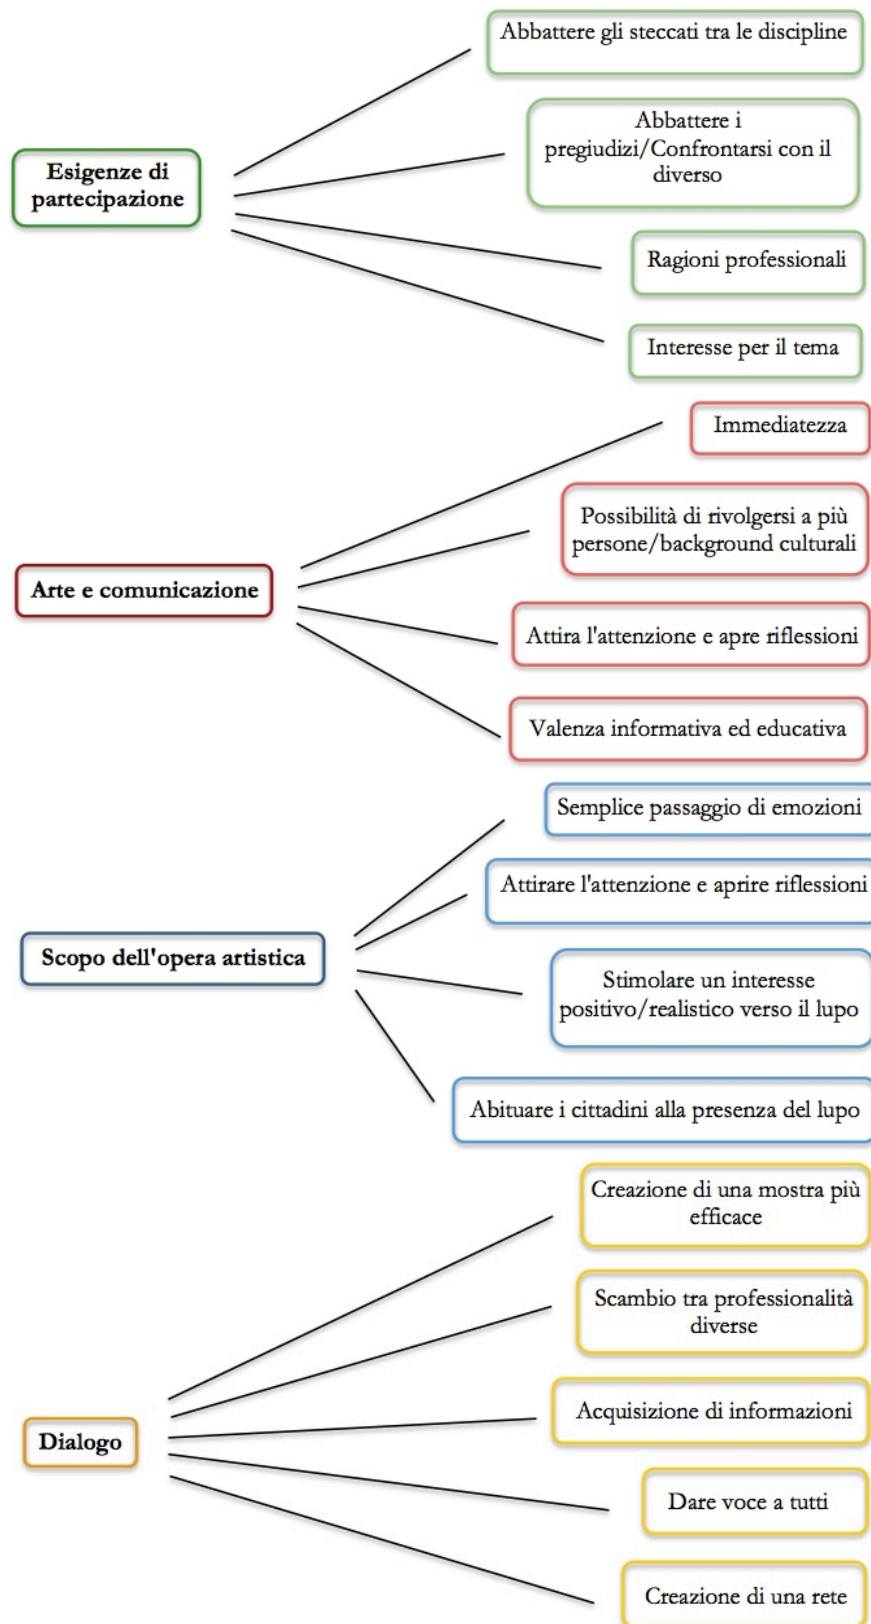 Esigenze di
partecipazione
Abbattere gli steccati tra le discipline
Abbattere i
pregiudizi/Confrontarsi con il
diverso
Ragioni professionali
Interesse per il tema
Arte e comunicazione
Immediatezza
Possibilità di rivolgersi a più
persone/background culturali
Attira l'attenzione e apre riflessioni
Valenza informativa ed educativa
Scopo dell'opera artistica
Semplice passaggio di emozioni
Attirare l'attenzione e aprire riflessioni
Stimolare un interesse
positivo/realistico verso il lupo
Abituare i cittadini alla presenza del lupo
Dialogo
Creazione di una mostra più
efficace
Scambio tra professionalità
diverse
Acquisizione di informazioni
Dare voce a tutti
Creazione di una rete